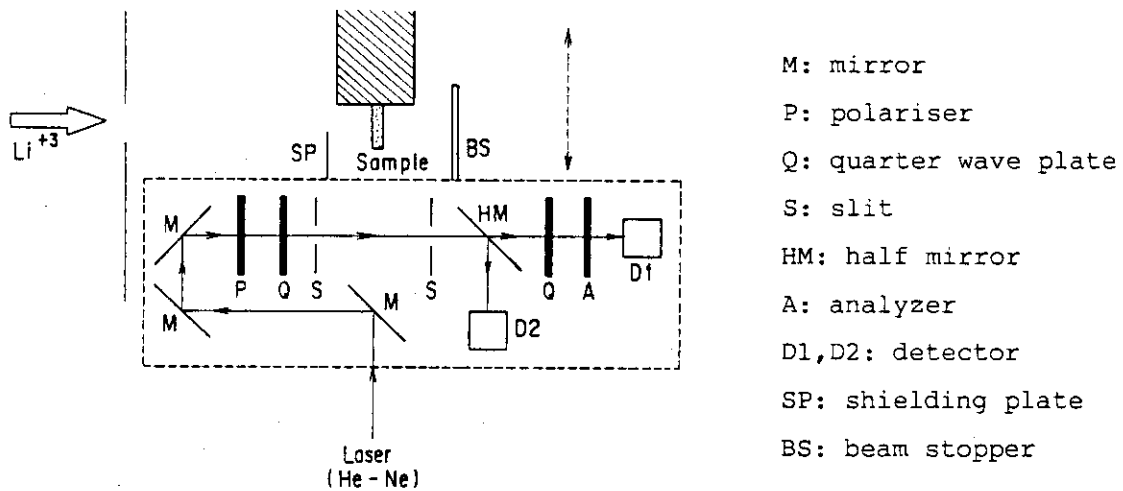 Li+3
SP
Sample
BS
M
P
Q
S
S
HM
Q
A
D1
M
M
D2
Laser
(He-Ne)
M: mirror
P: polariser
Q: quarter wave plate
S: slit
HM: half mirror
A: analyzer
D1,D2: detector
SP: shielding plate
BS: beam stopper